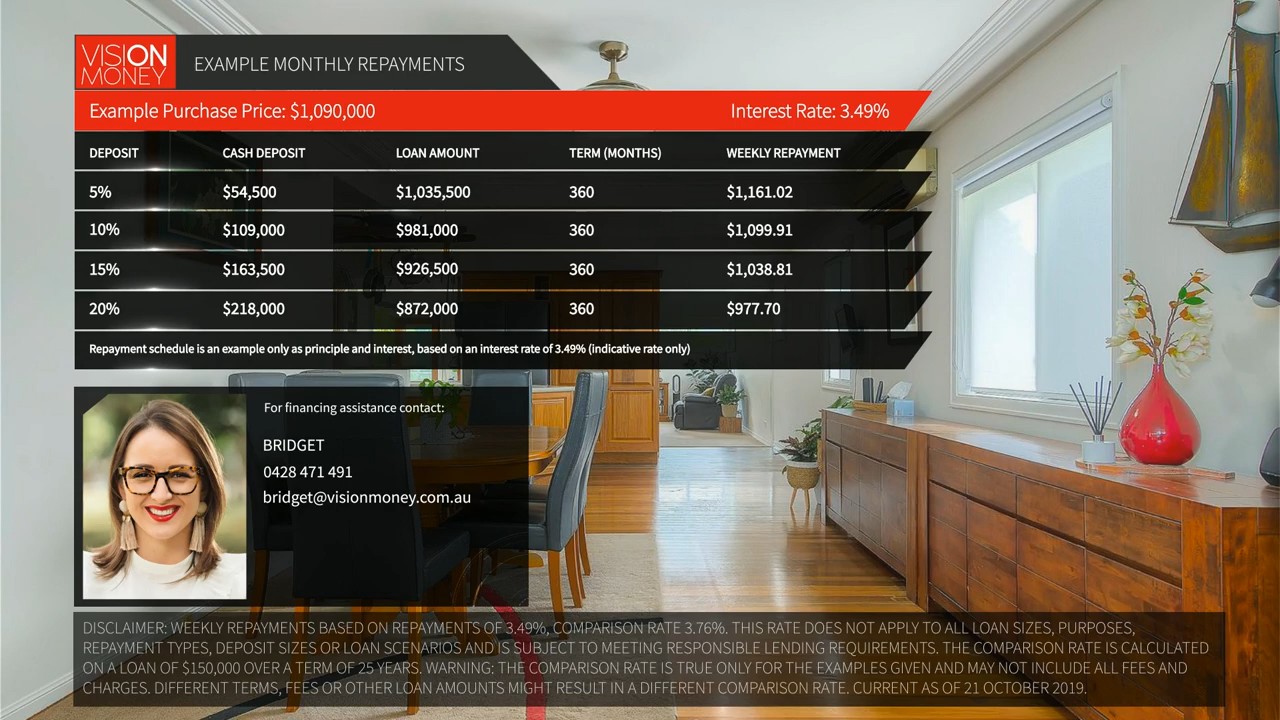 VISION
MONEY
EXAMPLE MONTHLY REPAYMENTS
Example Purchase Price: $1,090,000 Interest Rate: 3.49%
DEPOSIT CASH DEPOSIT LOAN AMOUNT TERM (MONTHS) WEEKLY REPAYMENT
5% $54,500 $1,035,500 360 $1,161.02
10% $109,000 $981,000 360 $1,099.91
15% $163,500 $926,500 360 $1,038.81
20% $218,000 $872,000 360 $977.70
Repayment schedule is an example only as principle and interest, based on an interest rate of 3.49% (indicative rate only)
For financing assistance contact:
BRIDGET
0428 471 491
bridget@visionmoney.com.au
DISCLAIMER: WEEKLY REPAYMENTS BASED ON REPAYMENTS OF 3.49%, COMPARISON RATE 3.76%. THIS RATE DOES NOT APPLY TO ALL LOAN SIZES, PURPOSES,
REPAYMENT TYPES, DEPOSIT SIZES OR LOAN SCENARIOS AND IS SUBJECT TO MEETING RESPONSIBLE LENDING REQUIREMENTS. THE COMPARISON RATE IS CALCULATED
ON A LOAN OF $150,000 OVER A TERM OF 25 YEARS. WARNING: THE COMPARISON RATE IS TRUE ONLY FOR THE EXAMPLES GIVEN AND MAY NOT INCLUDE ALL FEES AND
CHARGES. DIFFERENT TERMS, FEES OR OTHER LOAN AMOUNTS MIGHT RESULT IN A DIFFERENT COMPARISON RATE. CURRENT AS OF 21 OCTOBER 2019.